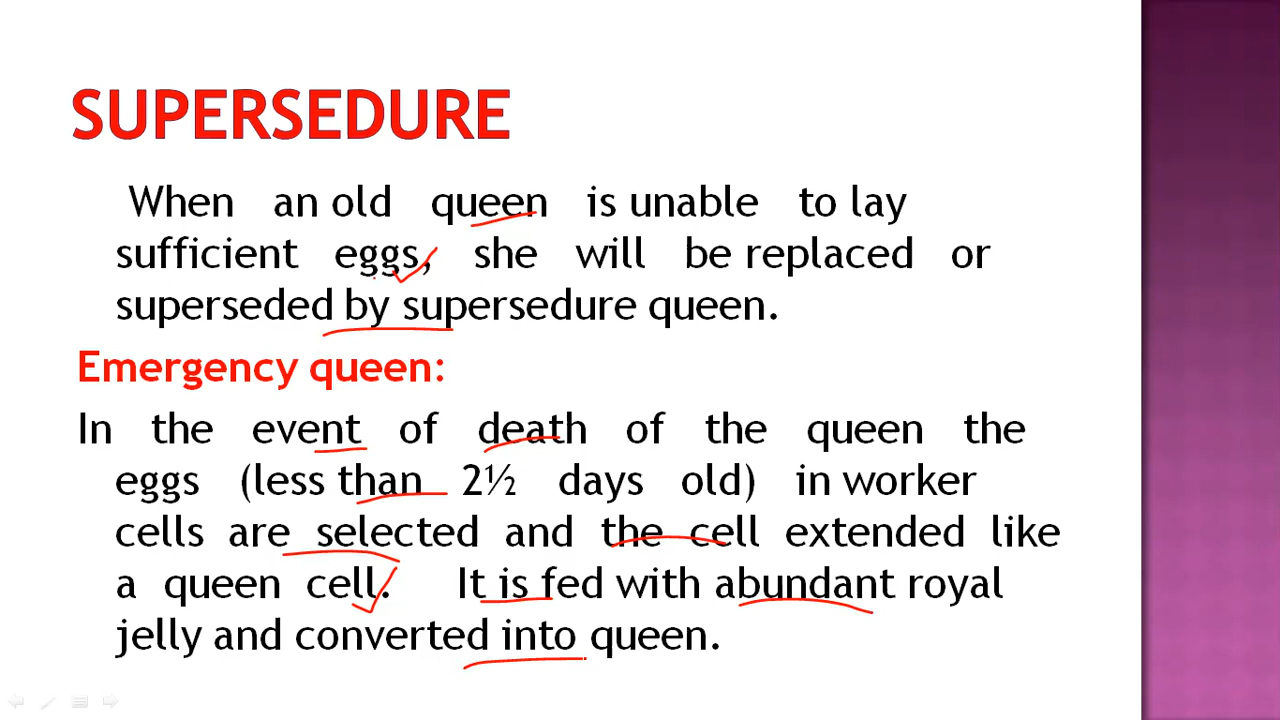 SUPERSEDURE
When an old queen is unable to lay
sufficient eggs, she will be replaced or
superseded by supersedure queen.
Emergency queen:
In the event of death of the queen the
eggs (less than 2½ days old) in worker
cells are selected and the cell extended like
a queen cell. It is fed with abundant royal
jelly and converted into queen.